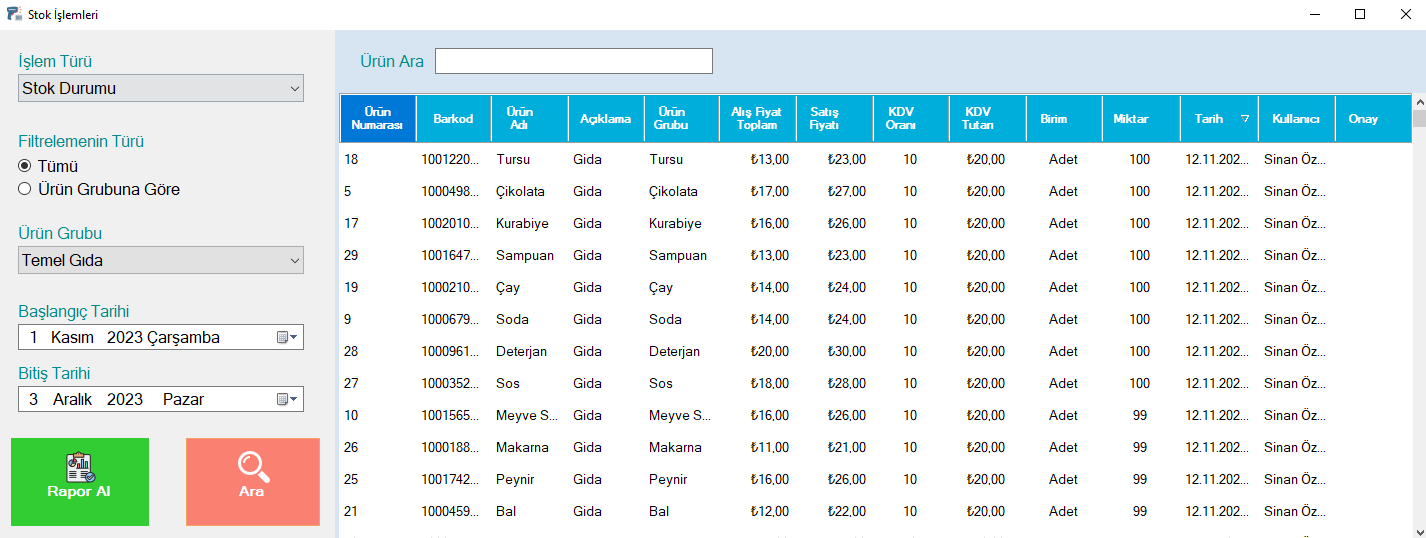 Stok İşlemleri
İşlem Türü
Stok Durumu
Filtrelemenin Türü
Tümü
Ürün Grubuna Göre
Ürün Grubu
Temel Gıda
Başlangıç Tarihi
1 Kasım 2023 Çarşamba
Bitiş Tarihi
3 Aralık 2023 Pazar
Rapor Al
Ara
Ürün Ara
Ürün Numarası Barkod Ürün Adı Açıklama Ürün Grubu Alış Fiyat Toplam Satış Fiyatı KDV Oranı KDV Tutarı Birim Miktar Tarih Kullanıcı Onay
18 1001220... Tursu Gida Tursu ₺13,00 ₺23,00 10 ₺20,00 Adet 100 12.11.202... Sinan Öz...
5 1000498... Çikolata Gida Çikolata ₺17,00 ₺27,00 10 ₺20,00 Adet 100 12.11.202... Sinan Öz...
17 1002010... Kurabiye Gida Kurabiye ₺16,00 ₺26,00 10 ₺20,00 Adet 100 12.11.202... Sinan Öz...
29 1001647... Sampuan Gida Sampuan ₺13,00 ₺23,00 10 ₺20,00 Adet 100 12.11.202... Sinan Öz...
19 1000210... Çay Gida Çay ₺14,00 ₺24,00 10 ₺20,00 Adet 100 12.11.202... Sinan Öz...
9 1000679... Soda Gida Soda ₺14,00 ₺24,00 10 ₺20,00 Adet 100 12.11.202... Sinan Öz...
28 1000961... Deterjan Gida Deterjan ₺20,00 ₺30,00 10 ₺20,00 Adet 100 12.11.202... Sinan Öz...
27 1000352... Sos Gida Sos ₺18,00 ₺28,00 10 ₺20,00 Adet 100 12.11.202... Sinan Öz...
10 1001565... Meyve S... Gida Meyve S... ₺16,00 ₺26,00 10 ₺20,00 Adet 99 12.11.202... Sinan Öz...
26 1000188... Makarna Gida Makarna ₺11,00 ₺21,00 10 ₺20,00 Adet 99 12.11.202... Sinan Öz...
25 1001742... Peynir Gida Peynir ₺16,00 ₺26,00 10 ₺20,00 Adet 99 12.11.202... Sinan Öz...
21 1000459... Bal Gida Bal ₺12,00 ₺22,00 10 ₺20,00 Adet 99 12.11.202... Sinan Öz...